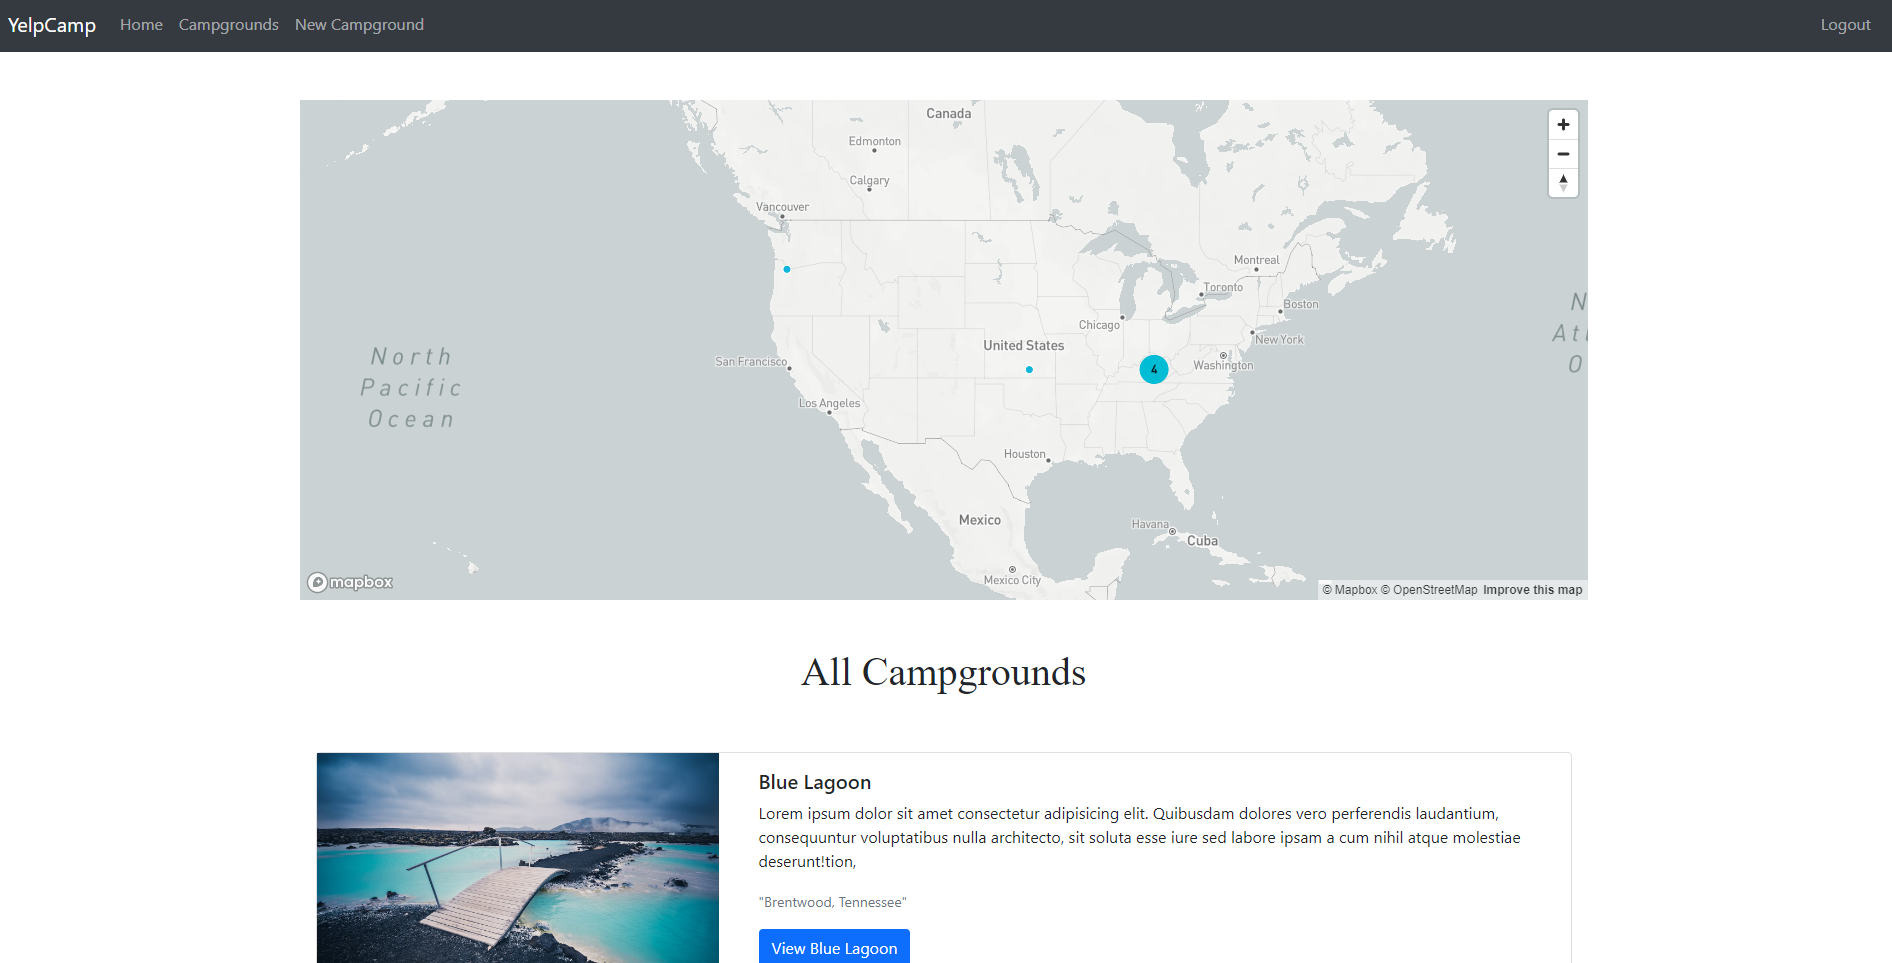 YelpCamp Home Campgrounds New Campground Logout
Canada
Edmonton
Calgary
Vancouver
Montreal
Toronto
Boston
Chicago
New York
United States
San Francisco
Washington
4
Los Angeles
Houston
Mexico
Havana
Cuba
Mexico City
North
Pacific
Ocean
N
Atl
O
mapbox
© Mapbox © OpenStreetMap Improve this map
All Campgrounds
Blue Lagoon
Lorem ipsum dolor sit amet consectetur adipisicing elit. Quibusdam dolores vero perferendis laudantium,
consequuntur voluptatibus nulla architecto, sit soluta esse iure sed labore ipsam a cum nihil atque molestiae
deserunt!tion,
"Brentwood, Tennessee"
View Blue Lagoon